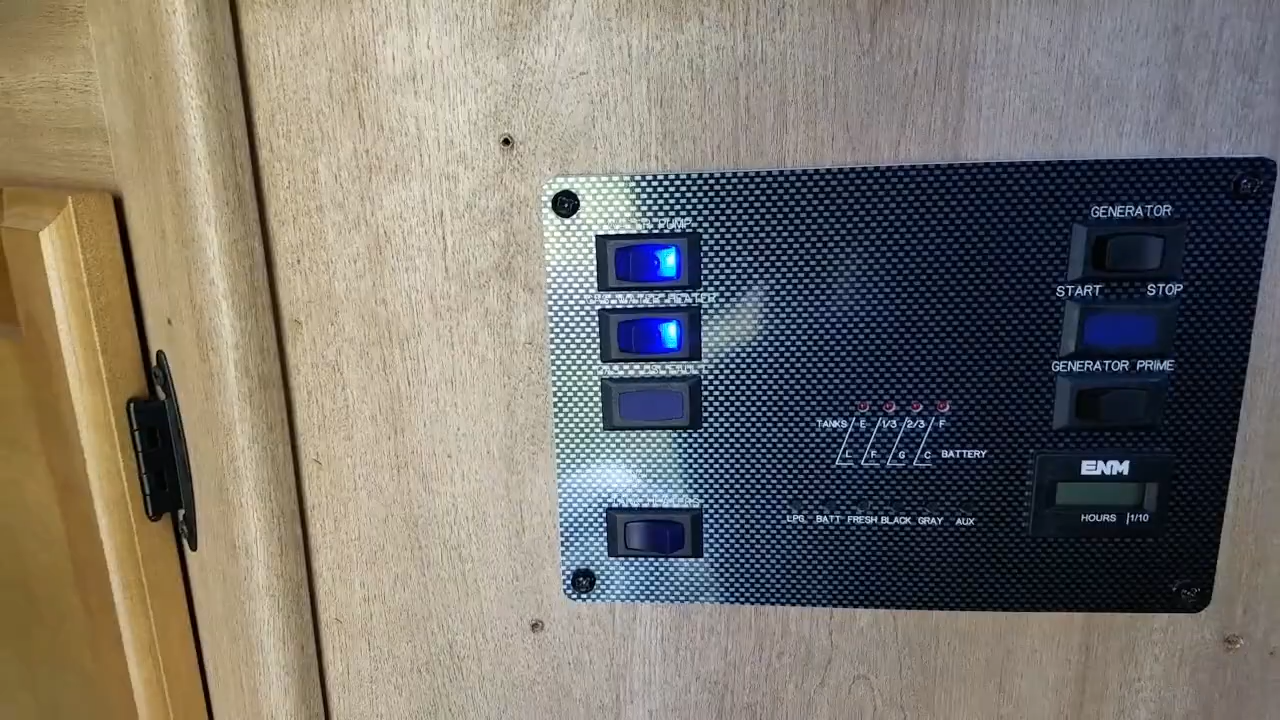 PUMP
GAS WATER HEATER
TANK HEATERS
TANKS E 1/3 2/3 F
L F G C BATTERY
LPG BATT FRESH BLACK GRAY AUX
GENERATOR
START STOP
GENERATOR PRIME
ENM
HOURS 1/10